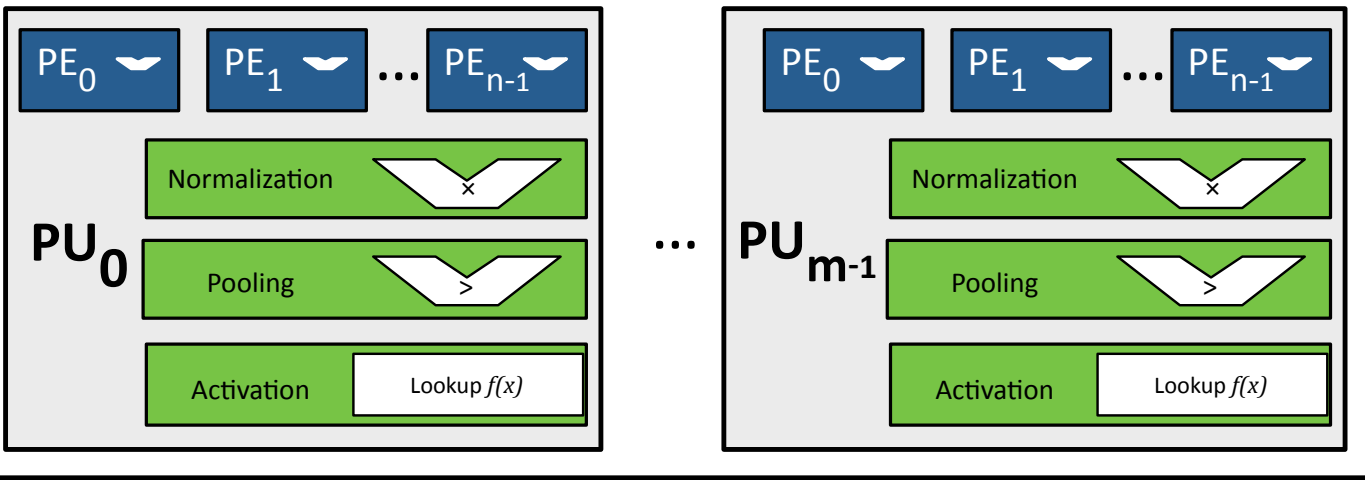 PE0 PE1 ... PEn-1
Normalization ×
PU0
Pooling >
Activation Lookup f(x)
...
PE0 PE1 ... PEn-1
Normalization ×
PUm-1
Pooling >
Activation Lookup f(x)